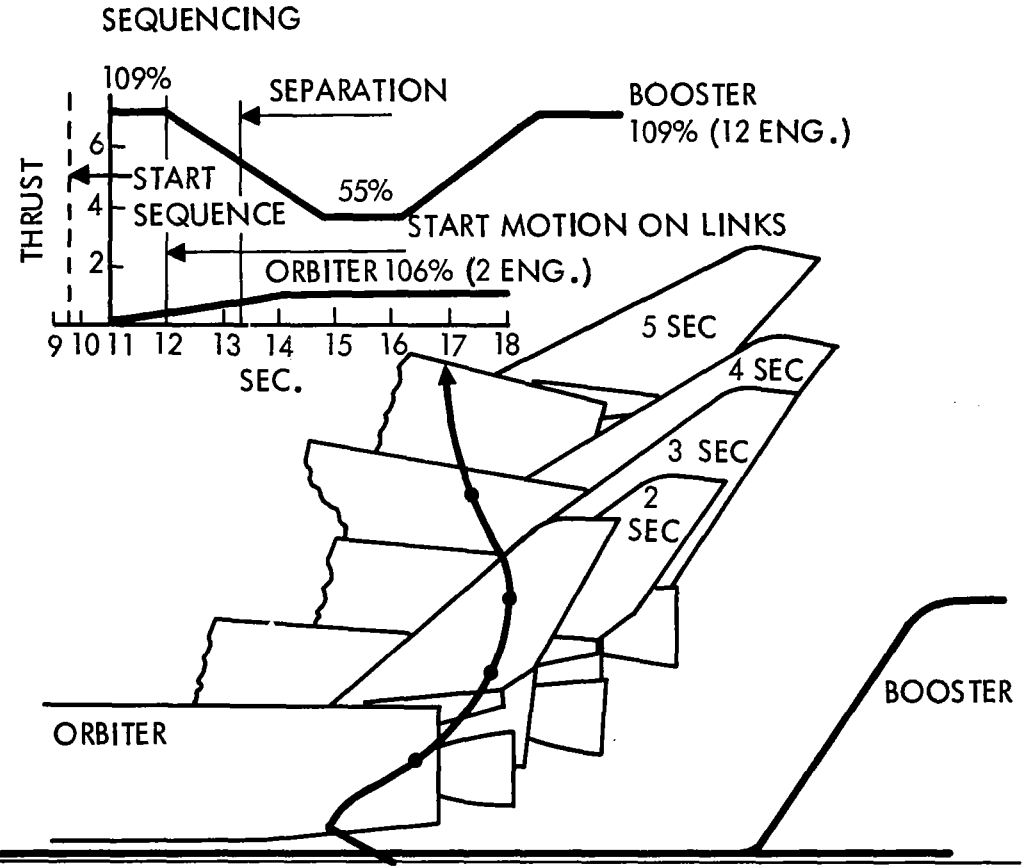 SEQUENCING
109%
SEPARATION
BOOSTER
109% (12 ENG.)
6
START
SEQUENCE
55%
THRUST
4
START MOTION ON LINKS
2
ORBITER 106% (2 ENG.)
9 10 11 12 13 14 15 16 17 18
SEC.
5 SEC
4 SEC
3 SEC
2
SEC
BOOSTER
ORBITER